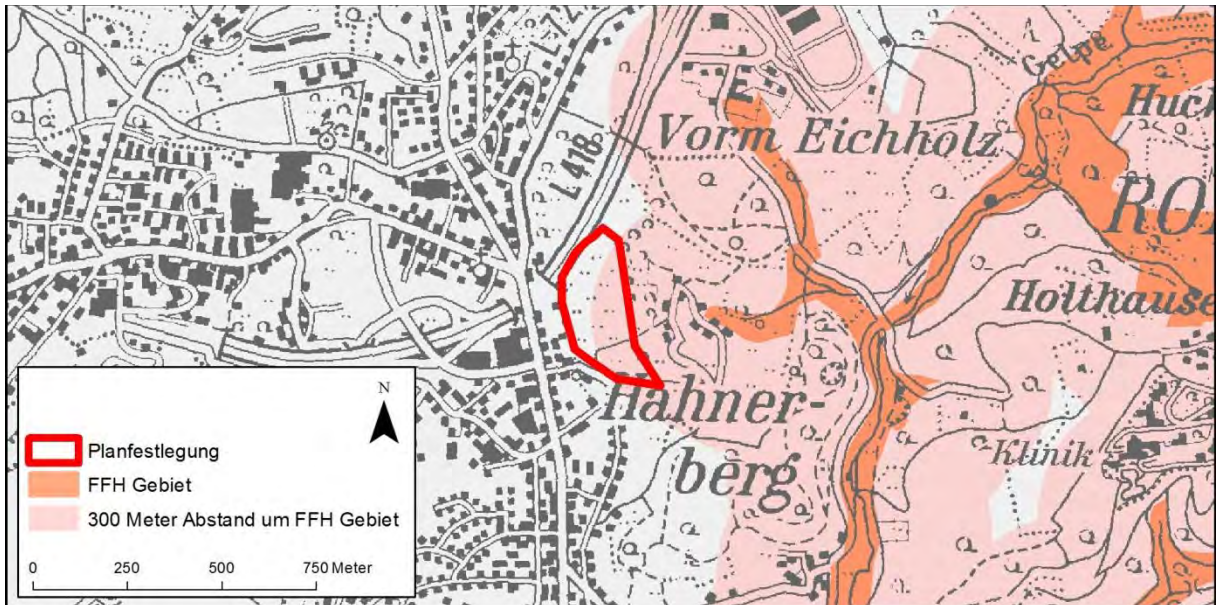 L 418
Gelpe
Vorm Eichholz
Huc
RO
Holthause
Hahner-
berg
Klinik
N
Planfestlegung
FFH Gebiet
300 Meter Abstand um FFH Gebiet
0 250 500 750 Meter